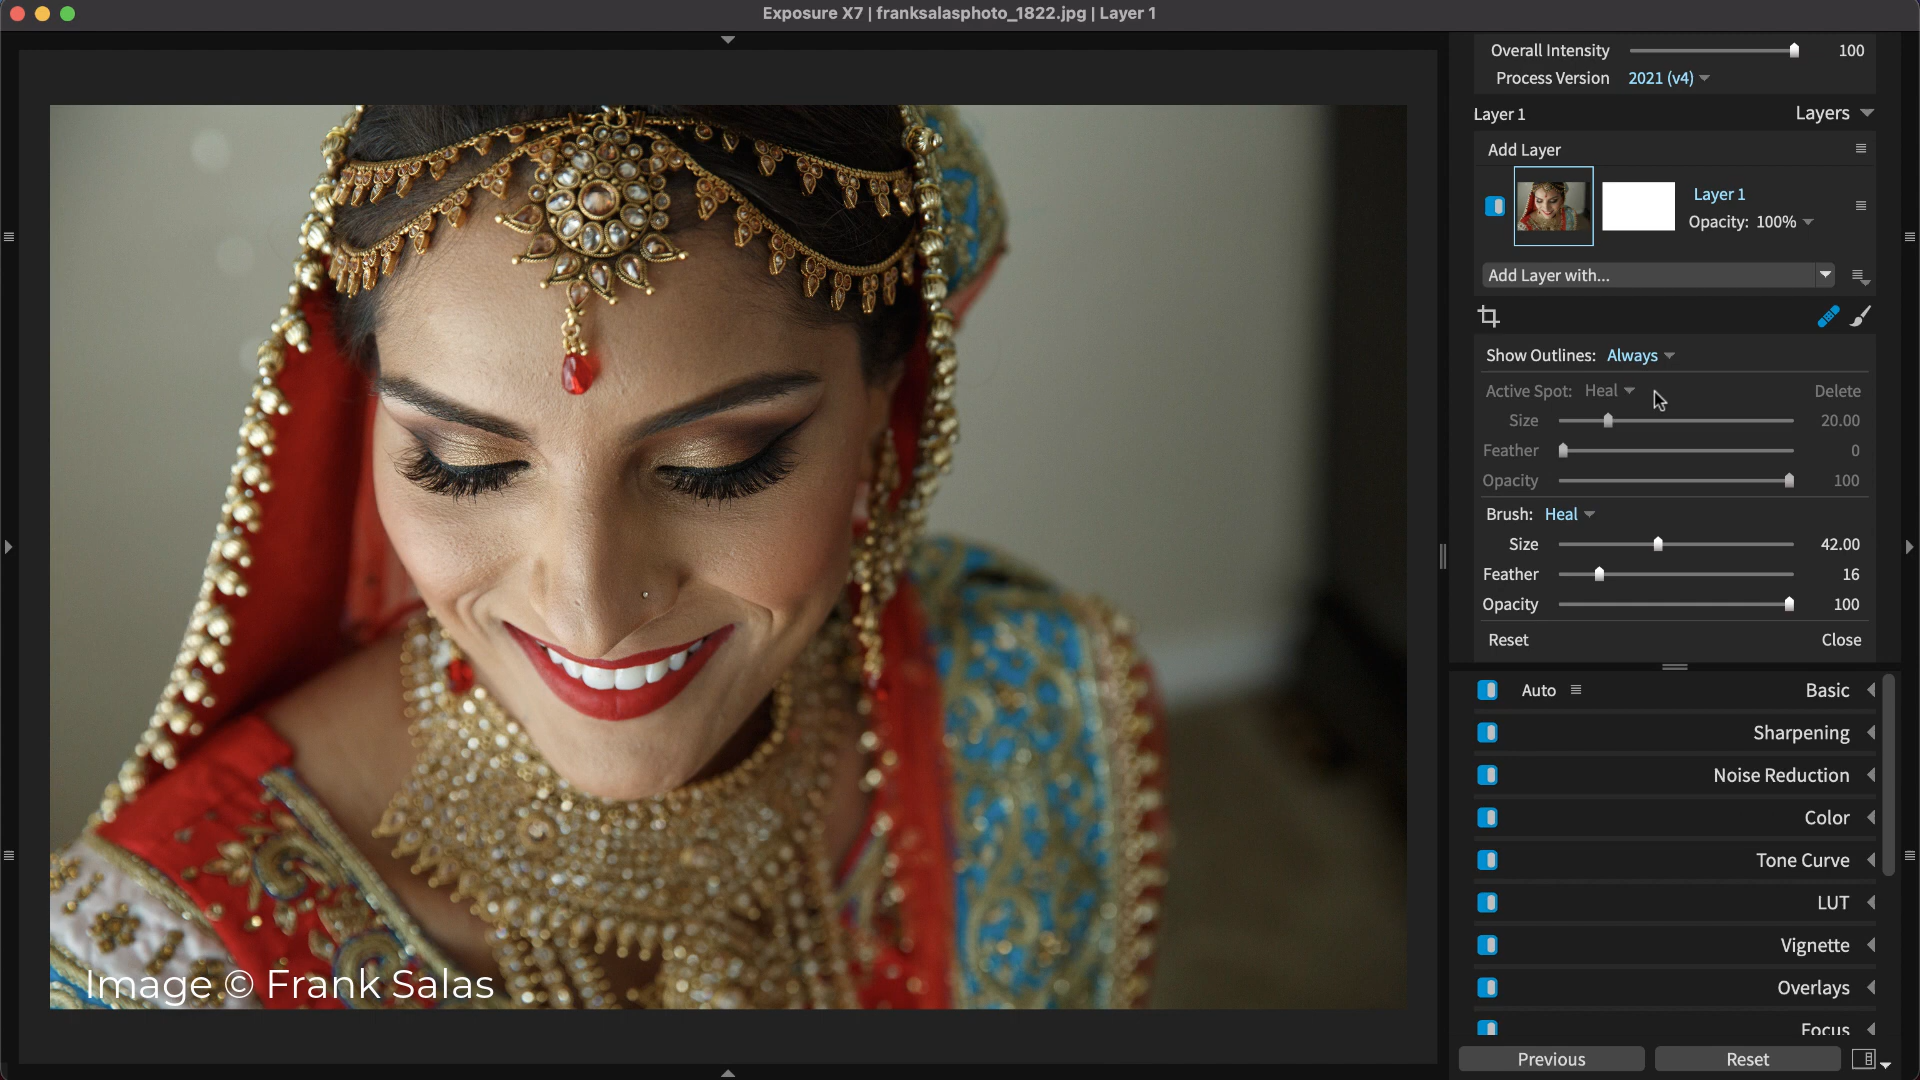 Exposure X7 | franksalasphoto_1822.jpg | Layer 1
Overall Intensity 100
Process Version 2021 (v4)
Layer 1 Layers
Add Layer
Layer 1
Opacity: 100%
Add Layer with...
Show Outlines: Always
Active Spot: Heal Delete
Size 20.00
Feather 0
Opacity 100
Brush: Heal
Size 42.00
Feather 16
Opacity 100
Reset Close
Auto Basic
Sharpening
Noise Reduction
Color
Tone Curve
LUT
Vignette
Overlays
Focus
Previous Reset
Image © Frank Salas